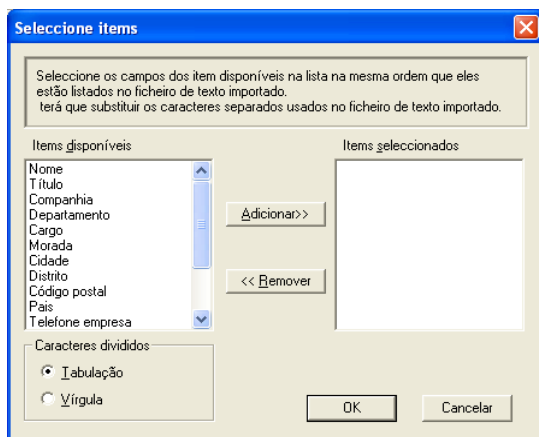 Seleccione items
Seleccione os campos dos item disponíveis na lista na mesma ordem que eles
estão listados no ficheiro de texto importado.
terá que substituir os caracteres separados usados no ficheiro de texto importado.
Items disponíveis
Items seleccionados
Nome
Título
Companhia
Departamento
Cargo
Morada
Cidade
Distrito
Código postal
Pais
Telefone empresa
Adicionar>>
<< Remover
Caracteres divididos
Tabulação
Vírgula
OK
Cancelar